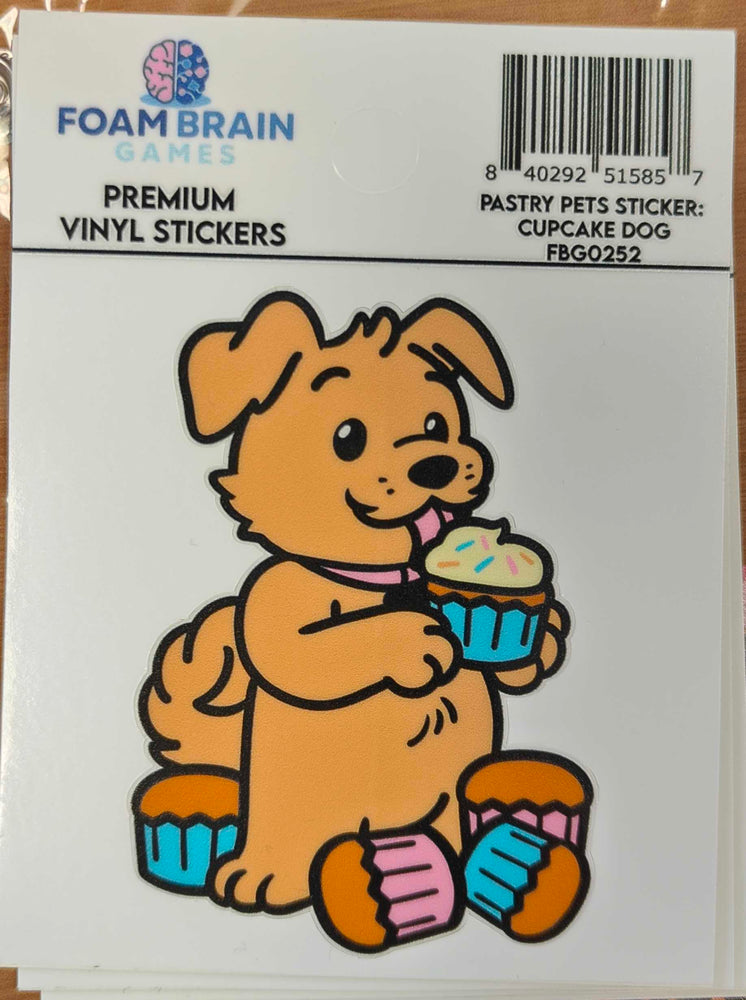 FOAM BRAIN
GAMES
PREMIUM
VINYL STICKERS
8 40292 51585 7
PASTRY PETS STICKER:
CUPCAKE DOG
FBG0252